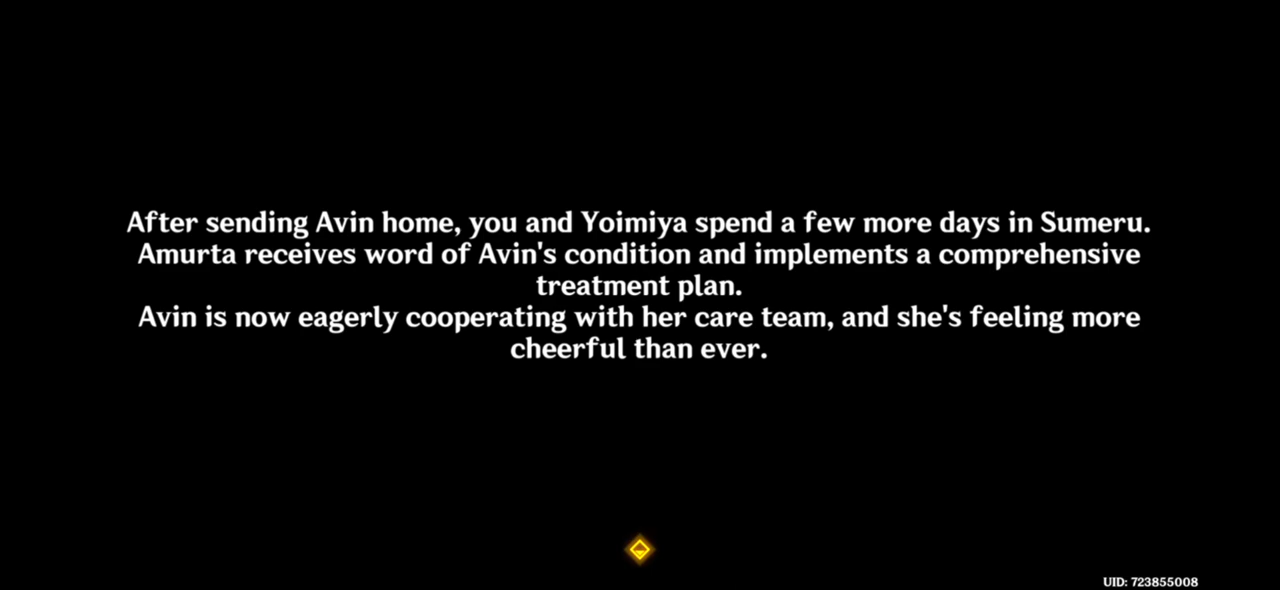 After sending Avin home, you and Yoimiya spend a few more days in Sumeru.
Amurta receives word of Avin's condition and implements a comprehensive
treatment plan.
Avin is now eagerly cooperating with her care team, and she's feeling more
cheerful than ever.
UID: 723855008